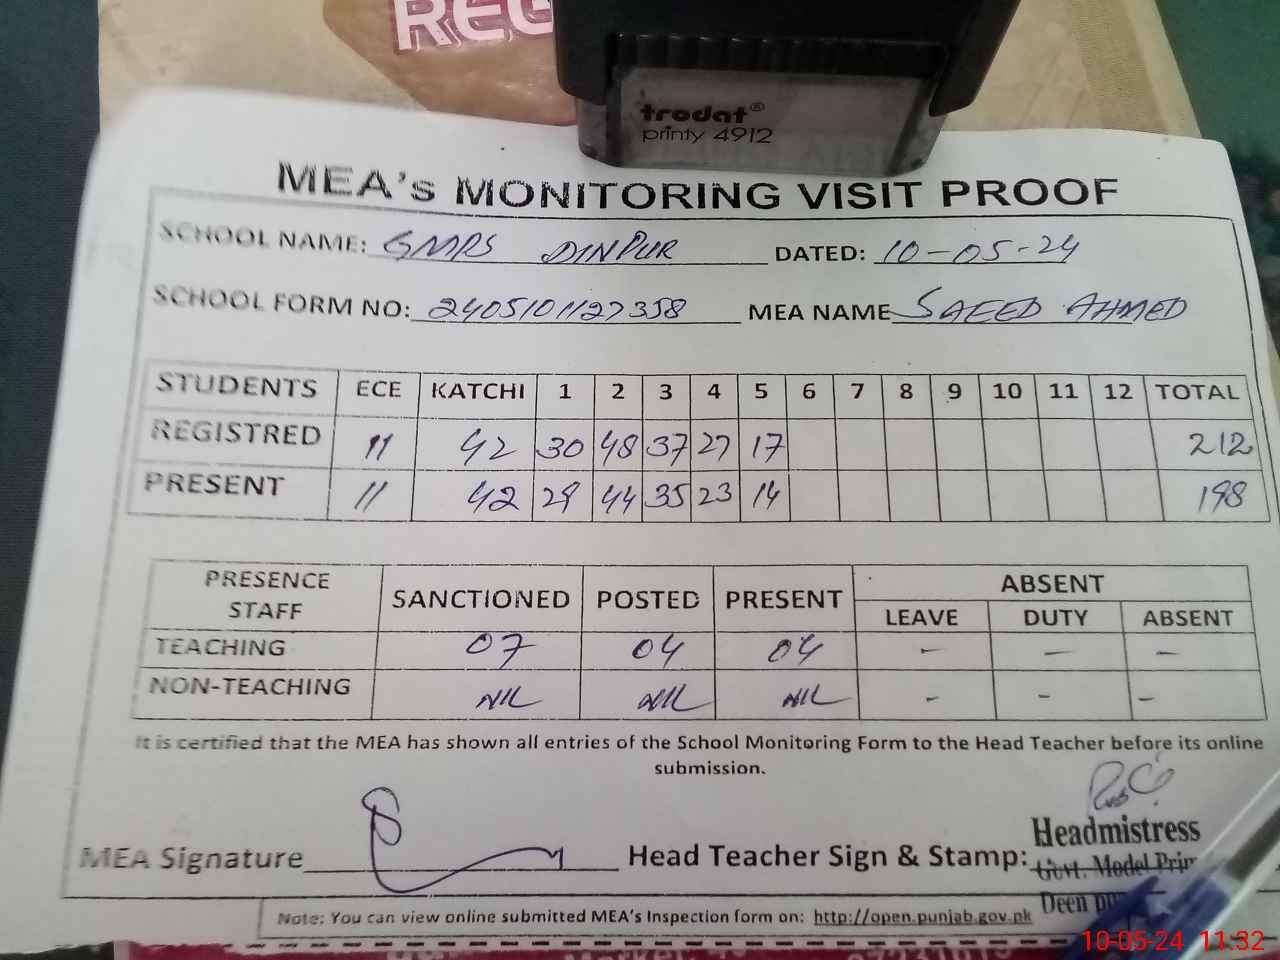 REG
trodat®
printy 4912
MEA's MONITORING VISIT PROOF
SCHOOL NAME: GMPS DINPUR DATED: 10-05-24
SCHOOL FORM NO: 2405101127358 MEA NAME SAEED AHMED
STUDENTS ECE KATCHI 1 2 3 4 5 6 7 8 9 10 11 12 TOTAL
REGISTRED 11 42 30 48 37 27 17 212
PRESENT 11 42 29 44 35 23 14 198
PRESENCE STAFF SANCTIONED POSTED PRESENT ABSENT
LEAVE DUTY ABSENT
TEACHING 07 04 04 - - -
NON-TEACHING NIL NIL NIL - - -
It is certified that the MEA has shown all entries of the School Monitoring Form to the Head Teacher before its online
submission.
MEA Signature Head Teacher Sign & Stamp:
Headmistress
Govt. Model Prim
Deen pu
Note: You can view online submitted MEA's Inspection form on: http://open.punjab.gov.pk
10-05-24 11:32